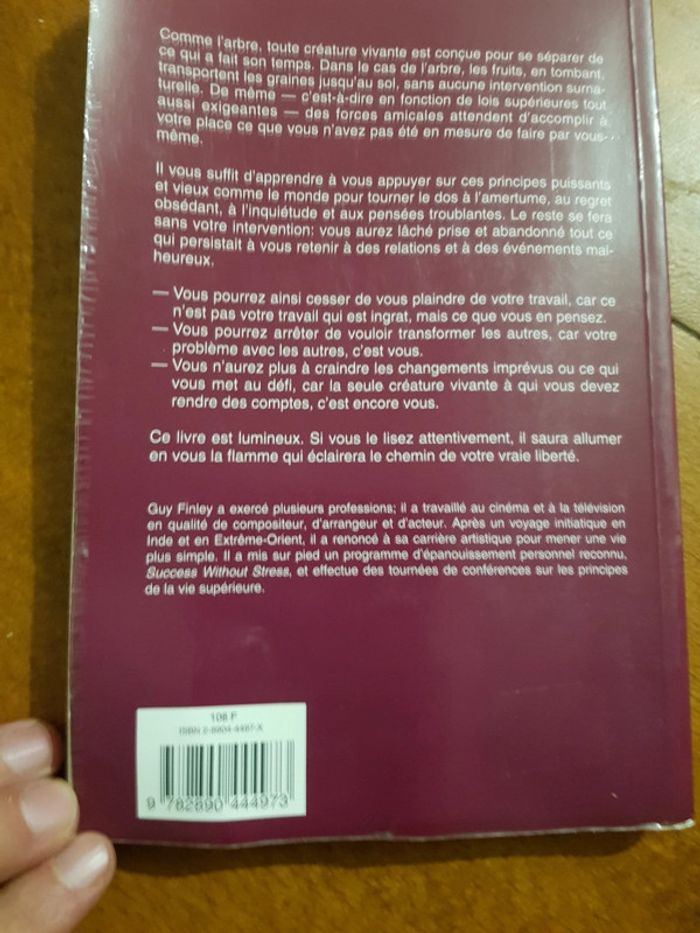 Comme l'arbre, toute créature vivante est conçue pour se séparer de
ce qui a fait son temps. Dans le cas de l'arbre, les fruits, en tombant,
transportent les graines jusqu'au sol, sans aucune intervention surna-
turelle. De même — c'est-à-dire en fonction de lois supérieures tout
aussi exigeantes — des forces amicales attendent d'accomplir à
votre place ce que vous n'avez pas été en mesure de faire par vous-
même.
Il vous suffit d'apprendre à vous appuyer sur ces principes puissants
et vieux comme le monde pour tourner le dos à l'amertume, au regret
obsédant, à l'inquiétude et aux pensées troublantes. Le reste se fera
sans votre intervention: vous aurez lâché prise et abandonné tout ce
qui persistait à vous retenir à des relations et à des événements mal-
heureux.
— Vous pourrez ainsi cesser de vous plaindre de votre travail, car ce
n'est pas votre travail qui est ingrat, mais ce que vous en pensez.
— Vous pourrez arrêter de vouloir transformer les autres, car votre
problème avec les autres, c'est vous.
— Vous n'aurez plus à craindre les changements imprévus ou ce qui
vous met au défi, car la seule créature vivante à qui vous devez
rendre des comptes, c'est encore vous.
Ce livre est lumineux. Si vous le lisez attentivement, il saura allumer
en vous la flamme qui éclairera le chemin de votre vraie liberté.
Guy Finley a exercé plusieurs professions; il a travaillé au cinéma et à la télévision
en qualité de compositeur, d'arrangeur et d'acteur. Après un voyage initiatique en
Inde et en Extrême-Orient, il a renoncé à sa carrière artistique pour mener une vie
plus simple. Il a mis sur pied un programme d'épanouissement personnel reconnu,
Success Without Stress, et effectue des tournées de conférences sur les principes
de la vie supérieure.
108 F
ISBN 2-8904-4497-X
9 782890 444973